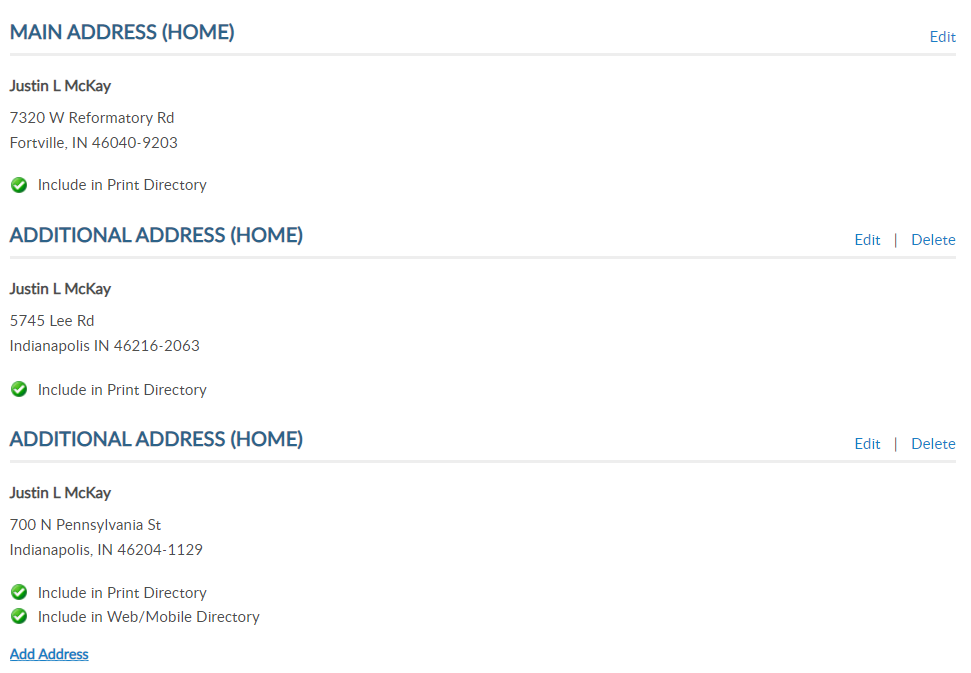 MAIN ADDRESS (HOME)
Edit
Justin L McKay
7320 W Reformatory Rd
Fortville, IN 46040-9203
Include in Print Directory
ADDITIONAL ADDRESS (HOME)
Edit | Delete
Justin L McKay
5745 Lee Rd
Indianapolis IN 46216-2063
Include in Print Directory
ADDITIONAL ADDRESS (HOME)
Edit | Delete
Justin L McKay
700 N Pennsylvania St
Indianapolis, IN 46204-1129
Include in Print Directory
Include in Web/Mobile Directory
Add Address